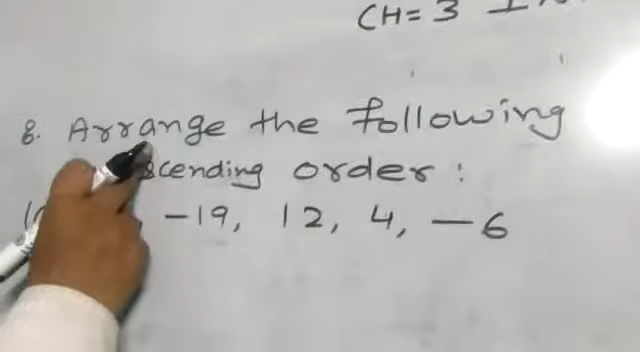 CH= 3
8. Arrange the following
scending order :
, -19, 12, 4, -6